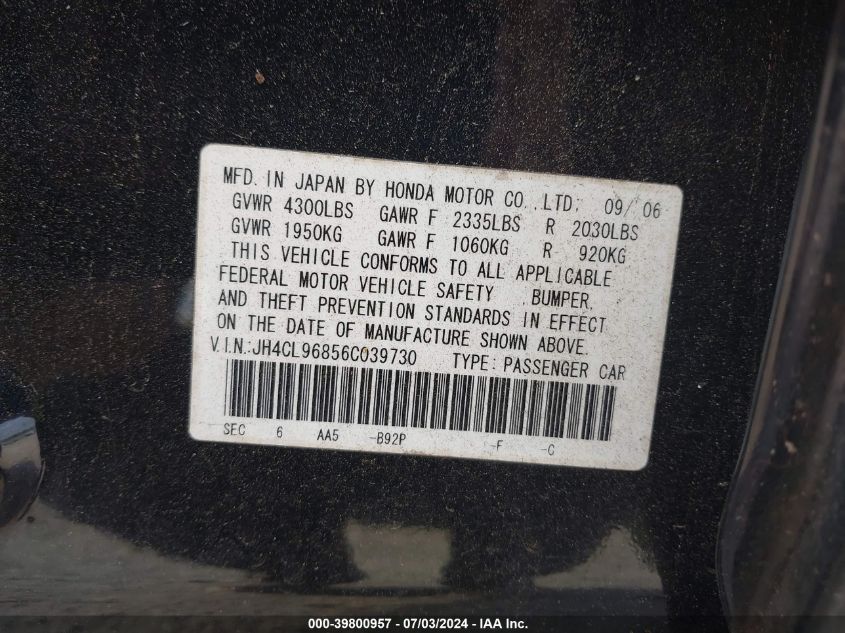 MFD. IN JAPAN BY HONDA MOTOR CO., LTD; 09/ 06
GVWR 4300LBS GAWR F 2335LBS R 2030LBS
GVWR 1950KG GAWR F 1060KG R 920KG
THIS VEHICLE CONFORMS TO ALL APPLICABLE
FEDERAL MOTOR VEHICLE SAFETY , BUMPER,
AND THEFT PREVENTION STANDARDS IN EFFECT
ON THE DATE OF MANUFACTURE SHOWN ABOVE.
V.I.N.:JH4CL96856C039730 TYPE: PASSENGER CAR
SEC 6 AA5 -B92P -F -C
000-39800957 - 07/03/2024 - IAA Inc.